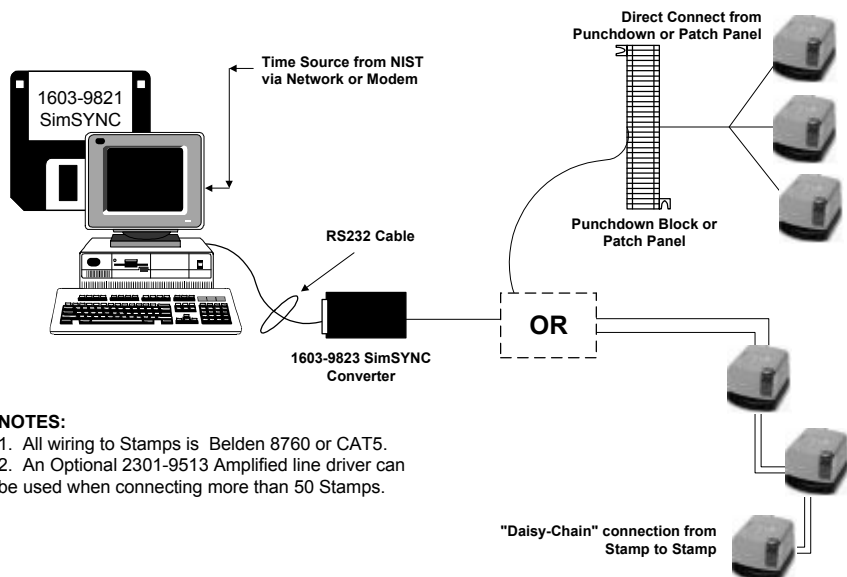 Direct Connect from
Punchdown or Patch Panel
Time Source from NIST
via Network or Modem
1603-9821
SimSYNC
Punchdown Block or
Patch Panel
RS232 Cable
OR
1603-9823 SimSYNC
Converter
NOTES:
1. All wiring to Stamps is Belden 8760 or CAT5.
2. An Optional 2301-9513 Amplified line driver can
be used when connecting more than 50 Stamps.
"Daisy-Chain" connection from
Stamp to Stamp